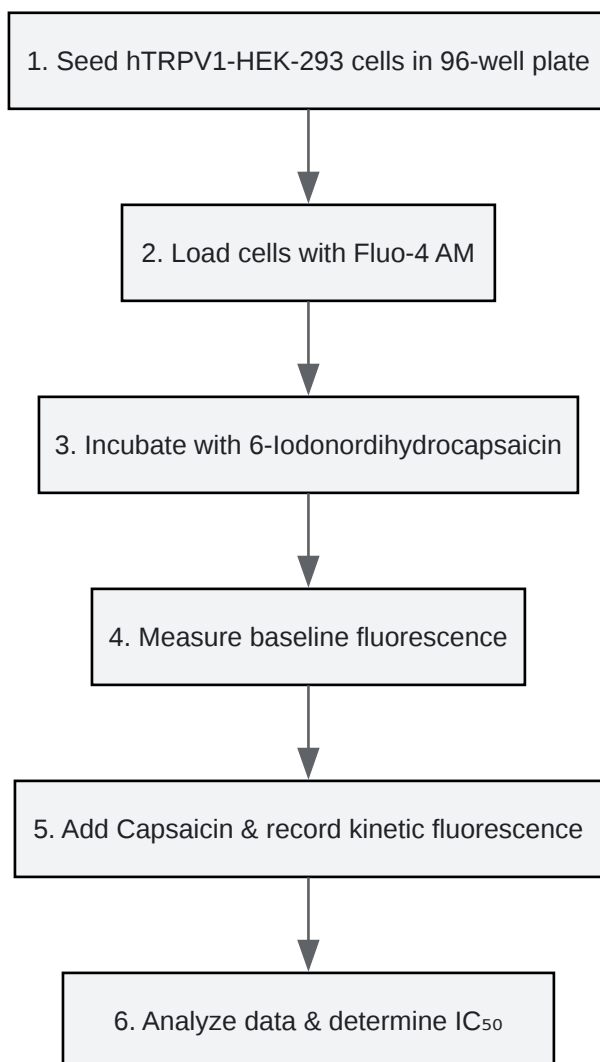 1. Seed hTRPV1-HEK-293 cells in 96-well plate
2. Load cells with Fluo-4 AM
3. Incubate with 6-Iodonordihydrocapsaicin
4. Measure baseline fluorescence
5. Add Capsaicin & record kinetic fluorescence
6. Analyze data & determine IC₅₀